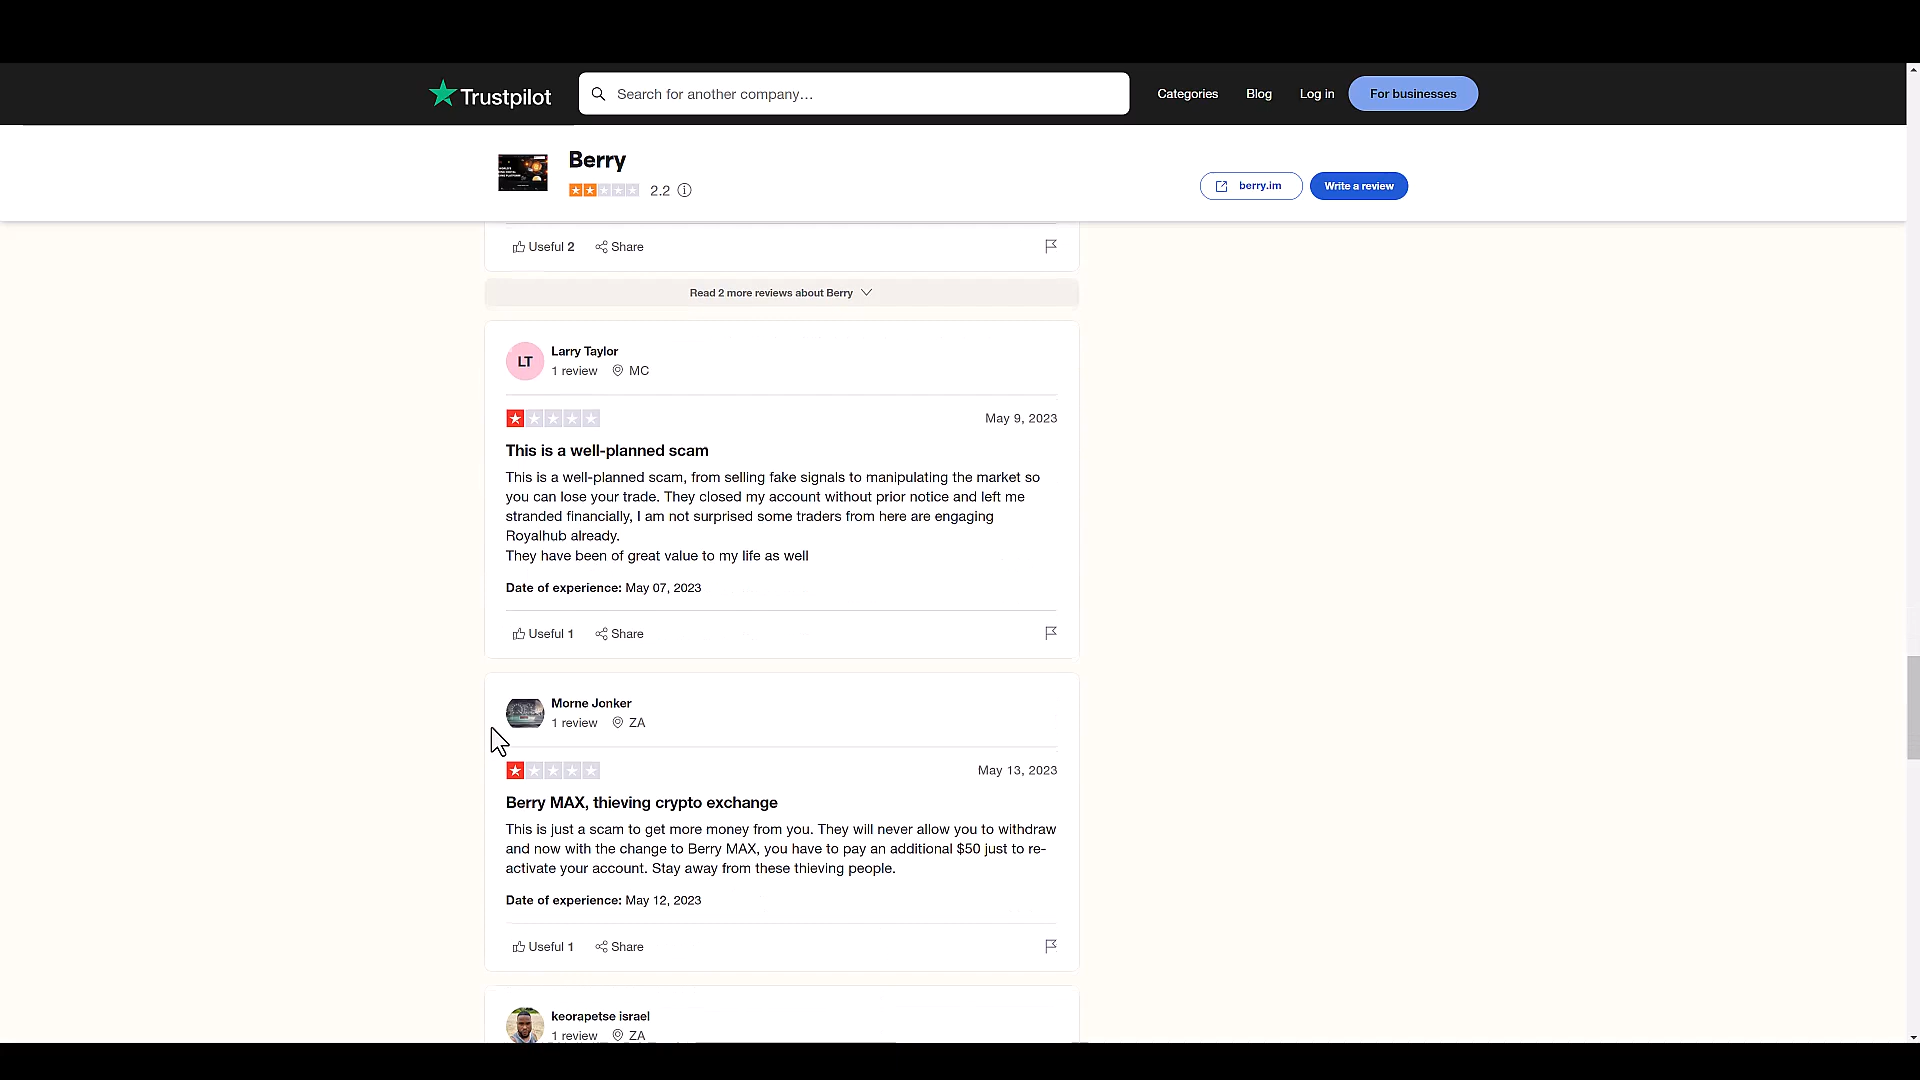 Trustpilot
Search for another company…
Categories
Blog
Log in
For businesses
Berry
2.2
berry.im
Write a review
Useful 2
Share
Read 2 more reviews about Berry
LT
Larry Taylor
1 review
MC
May 9, 2023
This is a well-planned scam
This is a well-planned scam, from selling fake signals to manipulating the market so
you can lose your trade. They closed my account without prior notice and left me
stranded financially, I am not surprised some traders from here are engaging
Royalhub already.
They have been of great value to my life as well
Date of experience: May 07, 2023
Useful 1
Share
Morne Jonker
1 review
ZA
May 13, 2023
Berry MAX, thieving crypto exchange
This is just a scam to get more money from you. They will never allow you to withdraw
and now with the change to Berry MAX, you have to pay an additional $50 just to re-
activate your account. Stay away from these thieving people.
Date of experience: May 12, 2023
Useful 1
Share
keorapetse israel
1 review
ZA